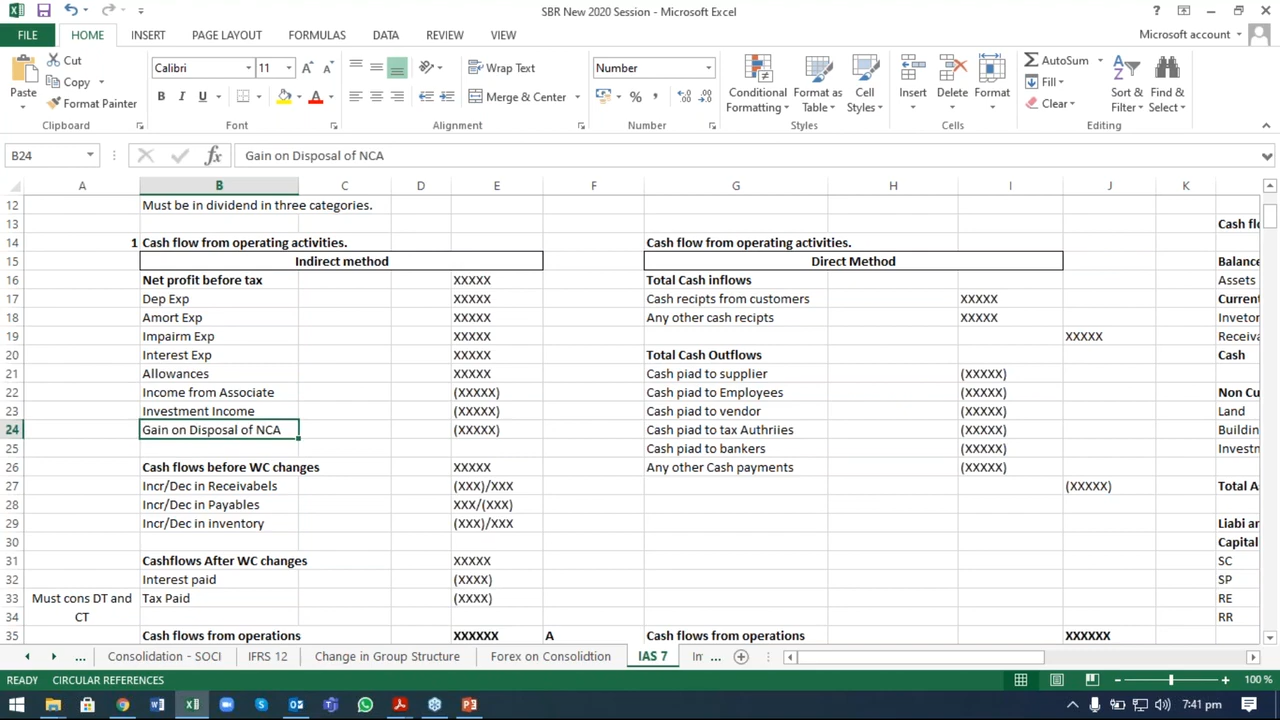 SBR New 2020 Session - Microsoft Excel
FILE HOME INSERT PAGE LAYOUT FORMULAS DATA REVIEW VIEW Microsoft account
Paste
Cut
Copy
Format Painter
Calibri 11
B I U
Wrap Text
Merge & Center
Number
Conditional Formatting
Format as Table
Cell Styles
Insert
Delete
Format
AutoSum
Fill
Clear
Sort & Filter
Find & Select
Clipboard Font Alignment Number Styles Cells Editing
B24 fx Gain on Disposal of NCA
A B C D E F G H I J K
12 Must be in dividend in three categories.
13 Cash flo
14 1 Cash flow from operating activities. Cash flow from operating activities.
15 Indirect method Direct Method Balance
16 Net profit before tax XXXXX Total Cash inflows Assets
17 Dep Exp XXXXX Cash recipts from customers XXXXX Current
18 Amort Exp XXXXX Any other cash recipts XXXXX Invetor
19 Impairm Exp XXXXX XXXXX Receiva
20 Interest Exp XXXXX Total Cash Outflows Cash
21 Allowances XXXXX Cash piad to supplier (XXXXX)
22 Income from Associate (XXXXX) Cash piad to Employees (XXXXX) Non Cu
23 Investment Income (XXXXX) Cash piad to vendor (XXXXX) Land
24 Gain on Disposal of NCA (XXXXX) Cash piad to tax Authriies (XXXXX) Buildin
25 Cash piad to bankers (XXXXX) Investn
26 Cash flows before WC changes XXXXX Any other Cash payments (XXXXX)
27 Incr/Dec in Receivabels (XXX)/XXX (XXXXX) Total A
28 Incr/Dec in Payables XXX/(XXX)
29 Incr/Dec in inventory (XXX)/XXX Liabi an
30 Capital
31 Cashflows After WC changes XXXXX SC
32 Interest paid (XXXX) SP
33 Must cons DT and Tax Paid (XXXX) RE
34 CT RR
35 Cash flows from operations XXXXXX A Cash flows from operations XXXXXX
... Consolidation - SOCI IFRS 12 Change in Group Structure Forex on Consolidtion IAS 7 In ...
READY CIRCULAR REFERENCES 100 %
7:41 pm